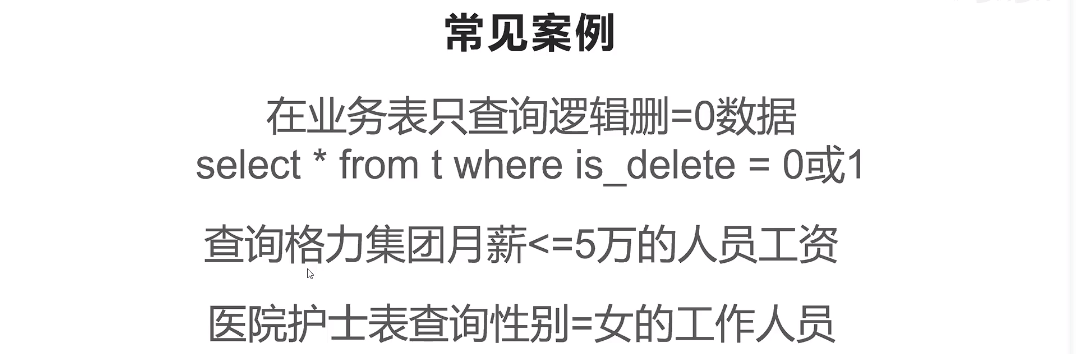 常见案例
在业务表只查询逻辑删=0数据
select * from t where is_delete = 0或1
查询格力集团月薪<=5万的人员工资
医院护士表查询性别=女的工作人员